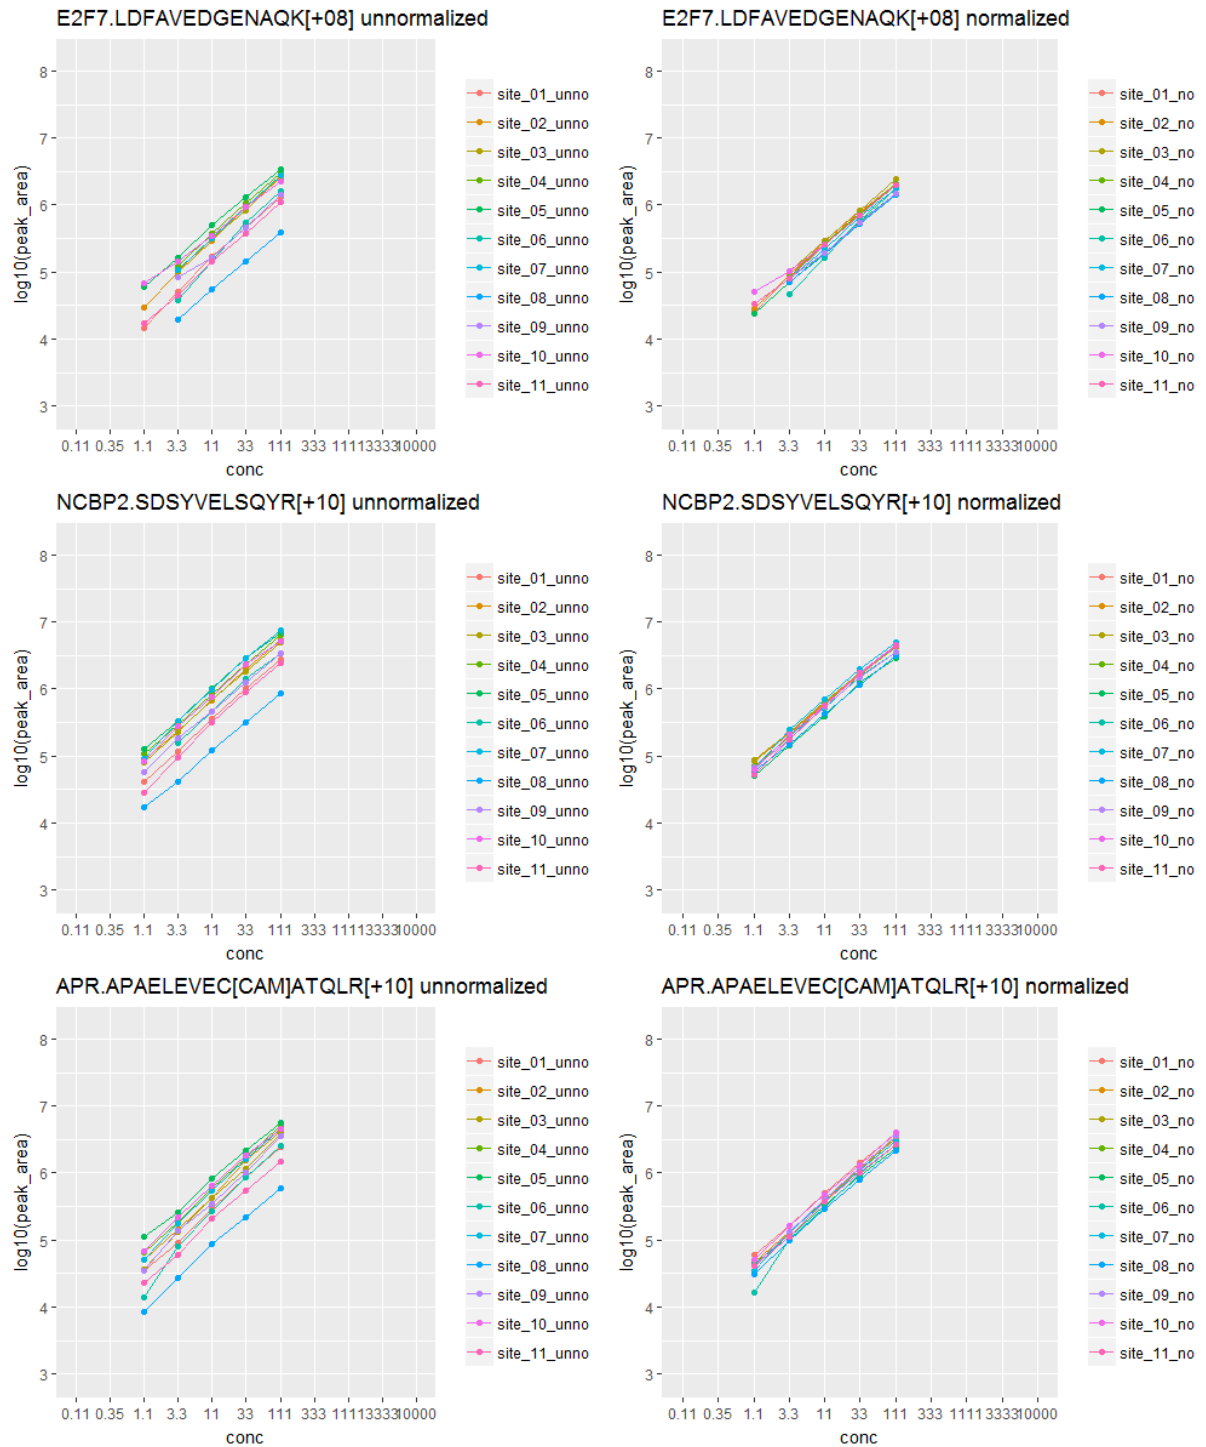 E2F7.LDFAVEDGENAQK[+08] unnormalized
8
7
6
5
4
3
log10(peak_area)
0.11 0.35 1.1 3.3 11 33 111 333 1111 3333 10000
conc
site_01_unno
site_02_unno
site_03_unno
site_04_unno
site_05_unno
site_06_unno
site_07_unno
site_08_unno
site_09_unno
site_10_unno
site_11_unno
E2F7.LDFAVEDGENAQK[+08] normalized
8
7
6
5
4
3
log10(peak_area)
0.11 0.35 1.1 3.3 11 33 111 333 1111 3333 10000
conc
site_01_no
site_02_no
site_03_no
site_04_no
site_05_no
site_06_no
site_07_no
site_08_no
site_09_no
site_10_no
site_11_no
NCBP2.SDSYVELSQYR[+10] unnormalized
8
7
6
5
4
3
log10(peak_area)
0.11 0.35 1.1 3.3 11 33 111 333 1111 3333 10000
conc
site_01_unno
site_02_unno
site_03_unno
site_04_unno
site_05_unno
site_06_unno
site_07_unno
site_08_unno
site_09_unno
site_10_unno
site_11_unno
NCBP2.SDSYVELSQYR[+10] normalized
8
7
6
5
4
3
log10(peak_area)
0.11 0.35 1.1 3.3 11 33 111 333 1111 3333 10000
conc
site_01_no
site_02_no
site_03_no
site_04_no
site_05_no
site_06_no
site_07_no
site_08_no
site_09_no
site_10_no
site_11_no
APR.APAELEVEC[CAM]ATQLR[+10] unnormalized
8
7
6
5
4
3
log10(peak_area)
0.11 0.35 1.1 3.3 11 33 111 333 1111 3333 10000
conc
site_01_unno
site_02_unno
site_03_unno
site_04_unno
site_05_unno
site_06_unno
site_07_unno
site_08_unno
site_09_unno
site_10_unno
site_11_unno
APR.APAELEVEC[CAM]ATQLR[+10] normalized
8
7
6
5
4
3
log10(peak_area)
0.11 0.35 1.1 3.3 11 33 111 333 1111 3333 10000
conc
site_01_no
site_02_no
site_03_no
site_04_no
site_05_no
site_06_no
site_07_no
site_08_no
site_09_no
site_10_no
site_11_no